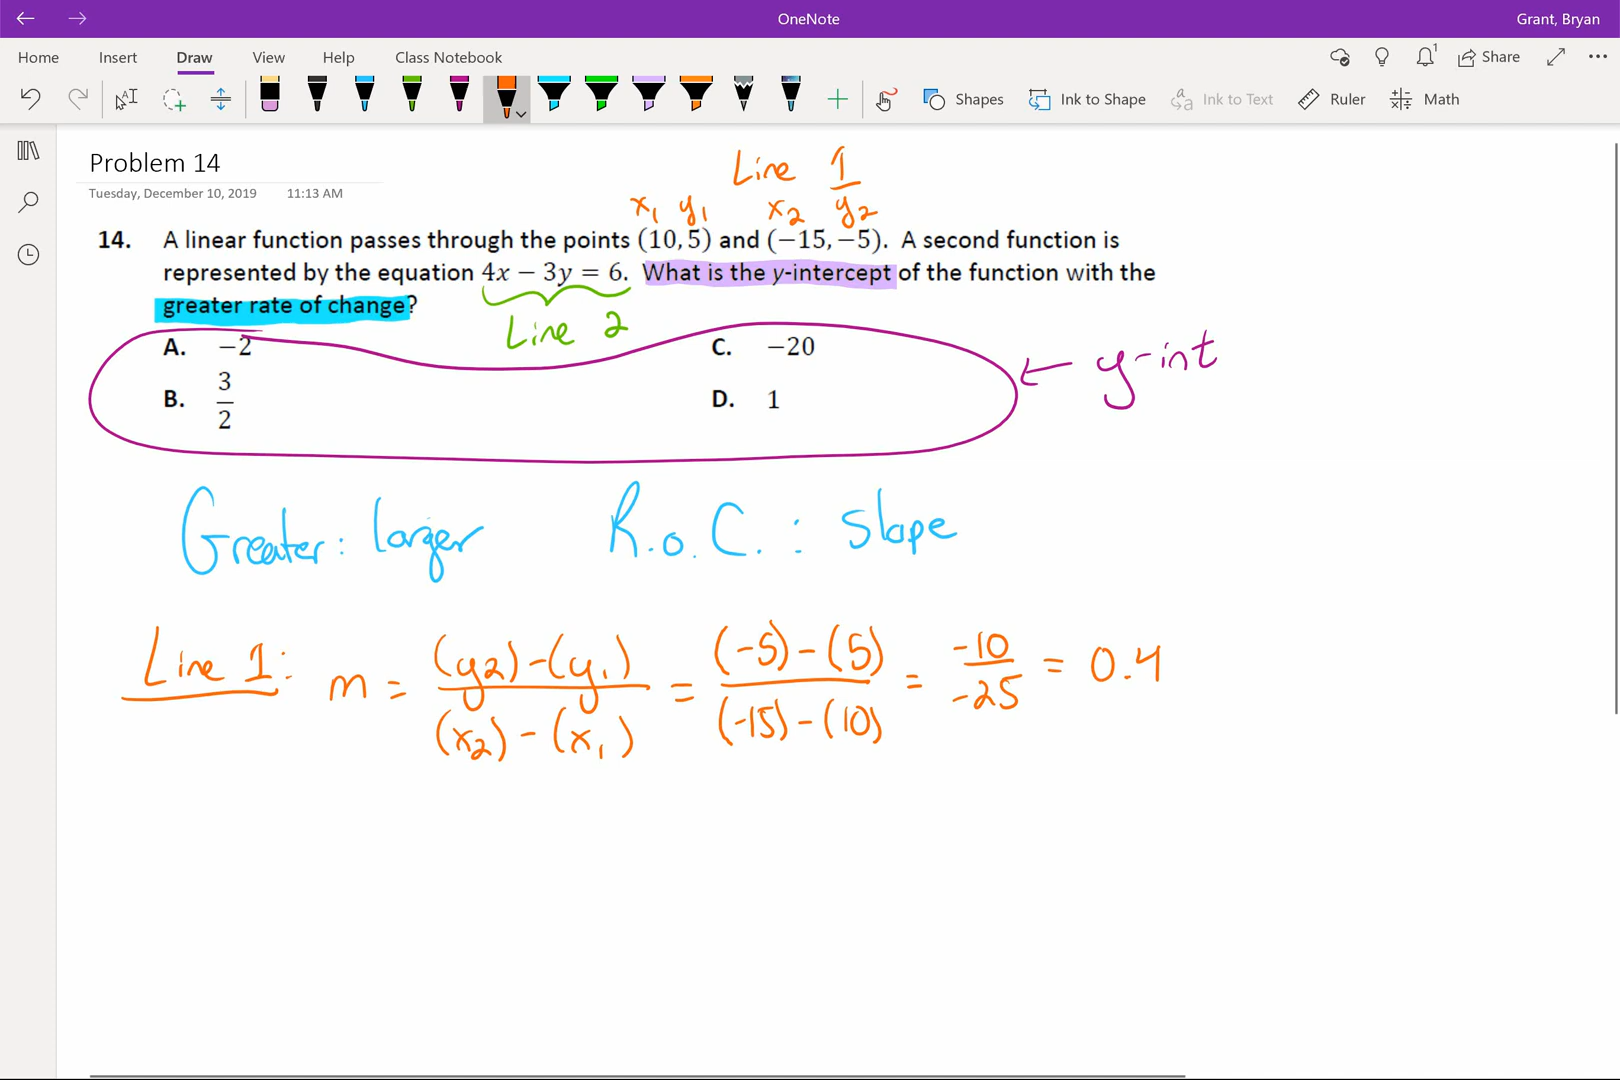 OneNote
Grant, Bryan
Home Insert Draw View Help Class Notebook
1 Share
Shapes Ink to Shape Ink to Text Ruler Math
Problem 14
Tuesday, December 10, 2019 11:13 AM
Line 1
x₁ y₁ x₂ y₂
14. A linear function passes through the points (10, 5) and (−15, −5). A second function is
represented by the equation 4x − 3y = 6. What is the y-intercept of the function with the
greater rate of change?
Line 2
A. −2 C. −20
B. 3/2 D. 1
← y-int
Greater: larger R.o.C. : slope
Line 1: m = (y2)-(y₁)/(x₂)-(x₁) = (-5)-(5)/(-15)-(10) = -10/-25 = 0.4